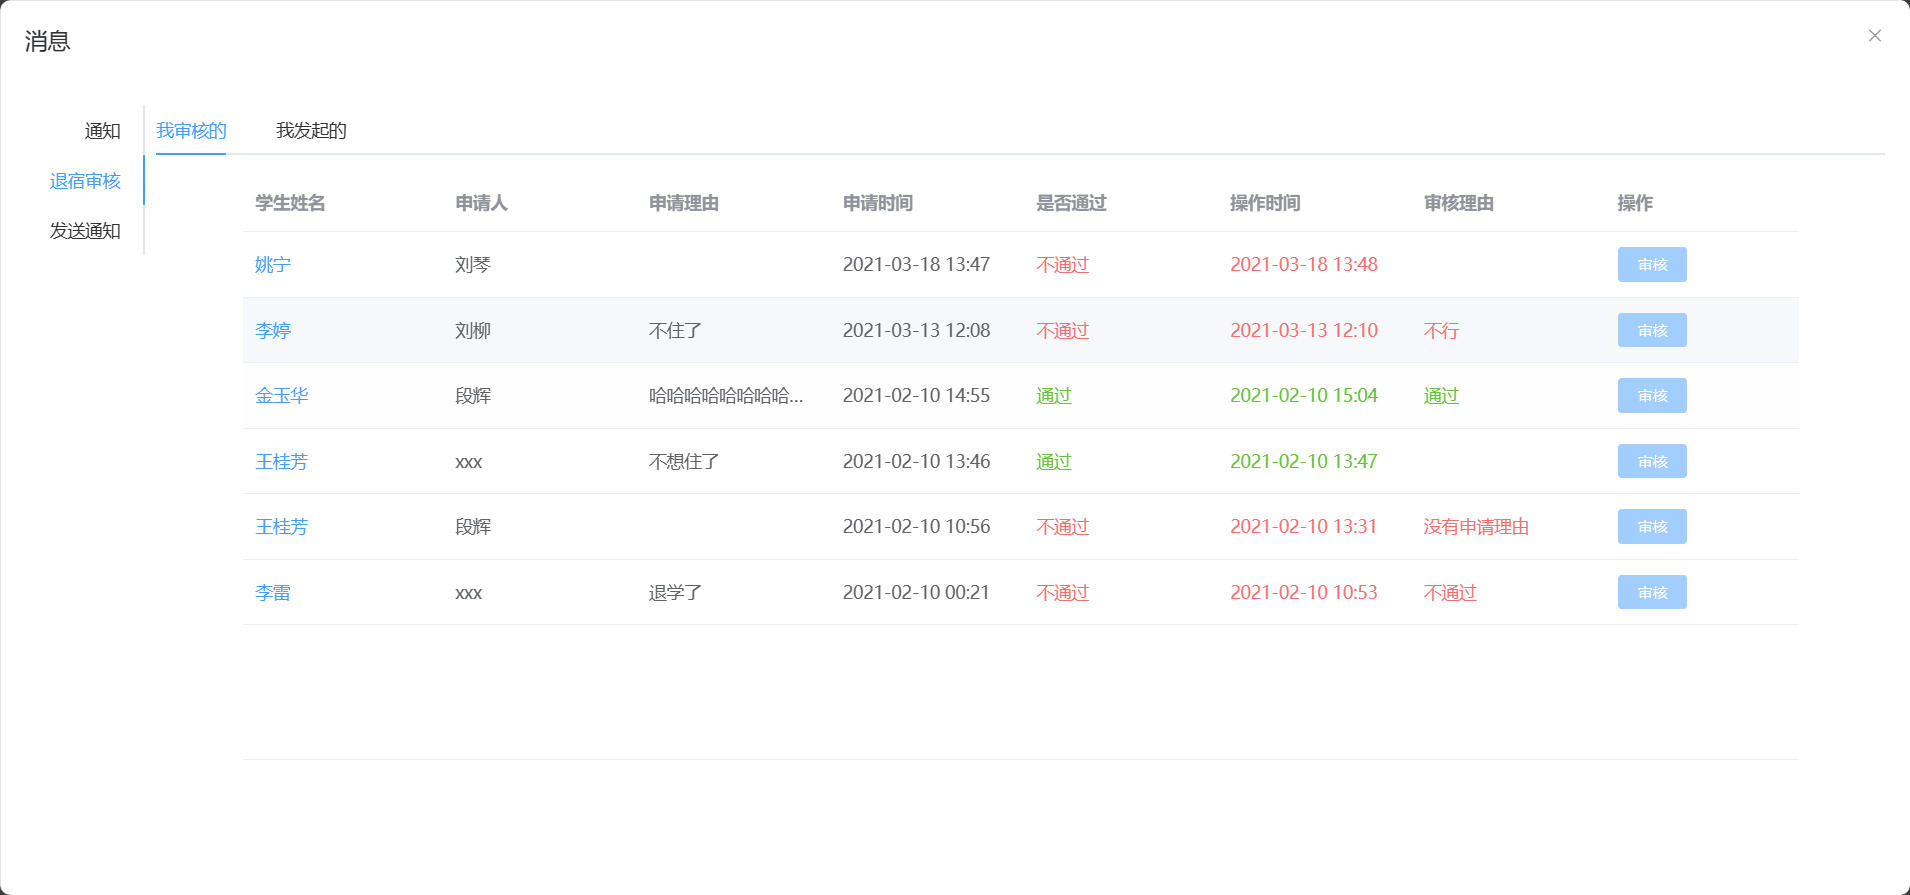 消息
通知
退宿审核
发送通知
我审核的 我发起的
学生姓名 申请人 申请理由 申请时间 是否通过 操作时间 审核理由 操作
姚宁 刘琴 2021-03-18 13:47 不通过 2021-03-18 13:48 审核
李婷 刘柳 不住了 2021-03-13 12:08 不通过 2021-03-13 12:10 不行 审核
金玉华 段辉 哈哈哈哈哈哈哈哈... 2021-02-10 14:55 通过 2021-02-10 15:04 通过 审核
王桂芳 xxx 不想住了 2021-02-10 13:46 通过 2021-02-10 13:47 审核
王桂芳 段辉 2021-02-10 10:56 不通过 2021-02-10 13:31 没有申请理由 审核
李雷 xxx 退学了 2021-02-10 00:21 不通过 2021-02-10 10:53 不通过 审核